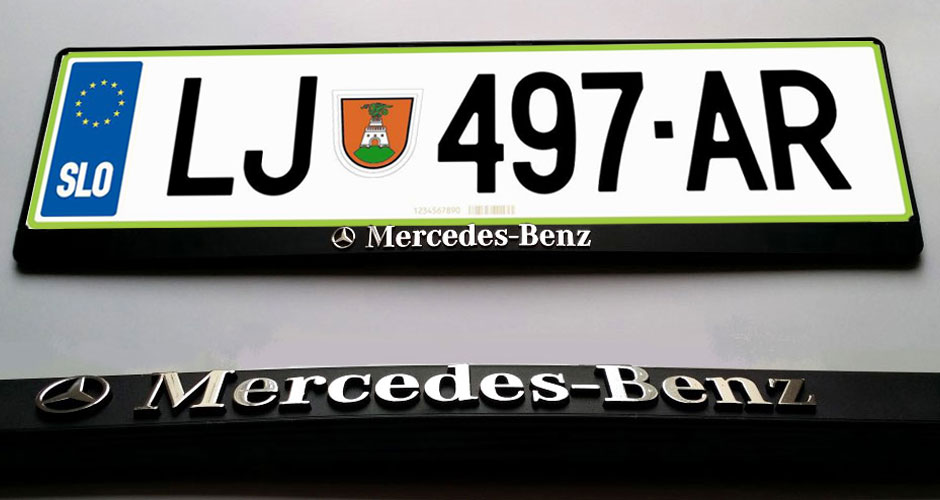 SLO
LJ 497·AR
1234567890
Mercedes-Benz
Mercedes-Benz